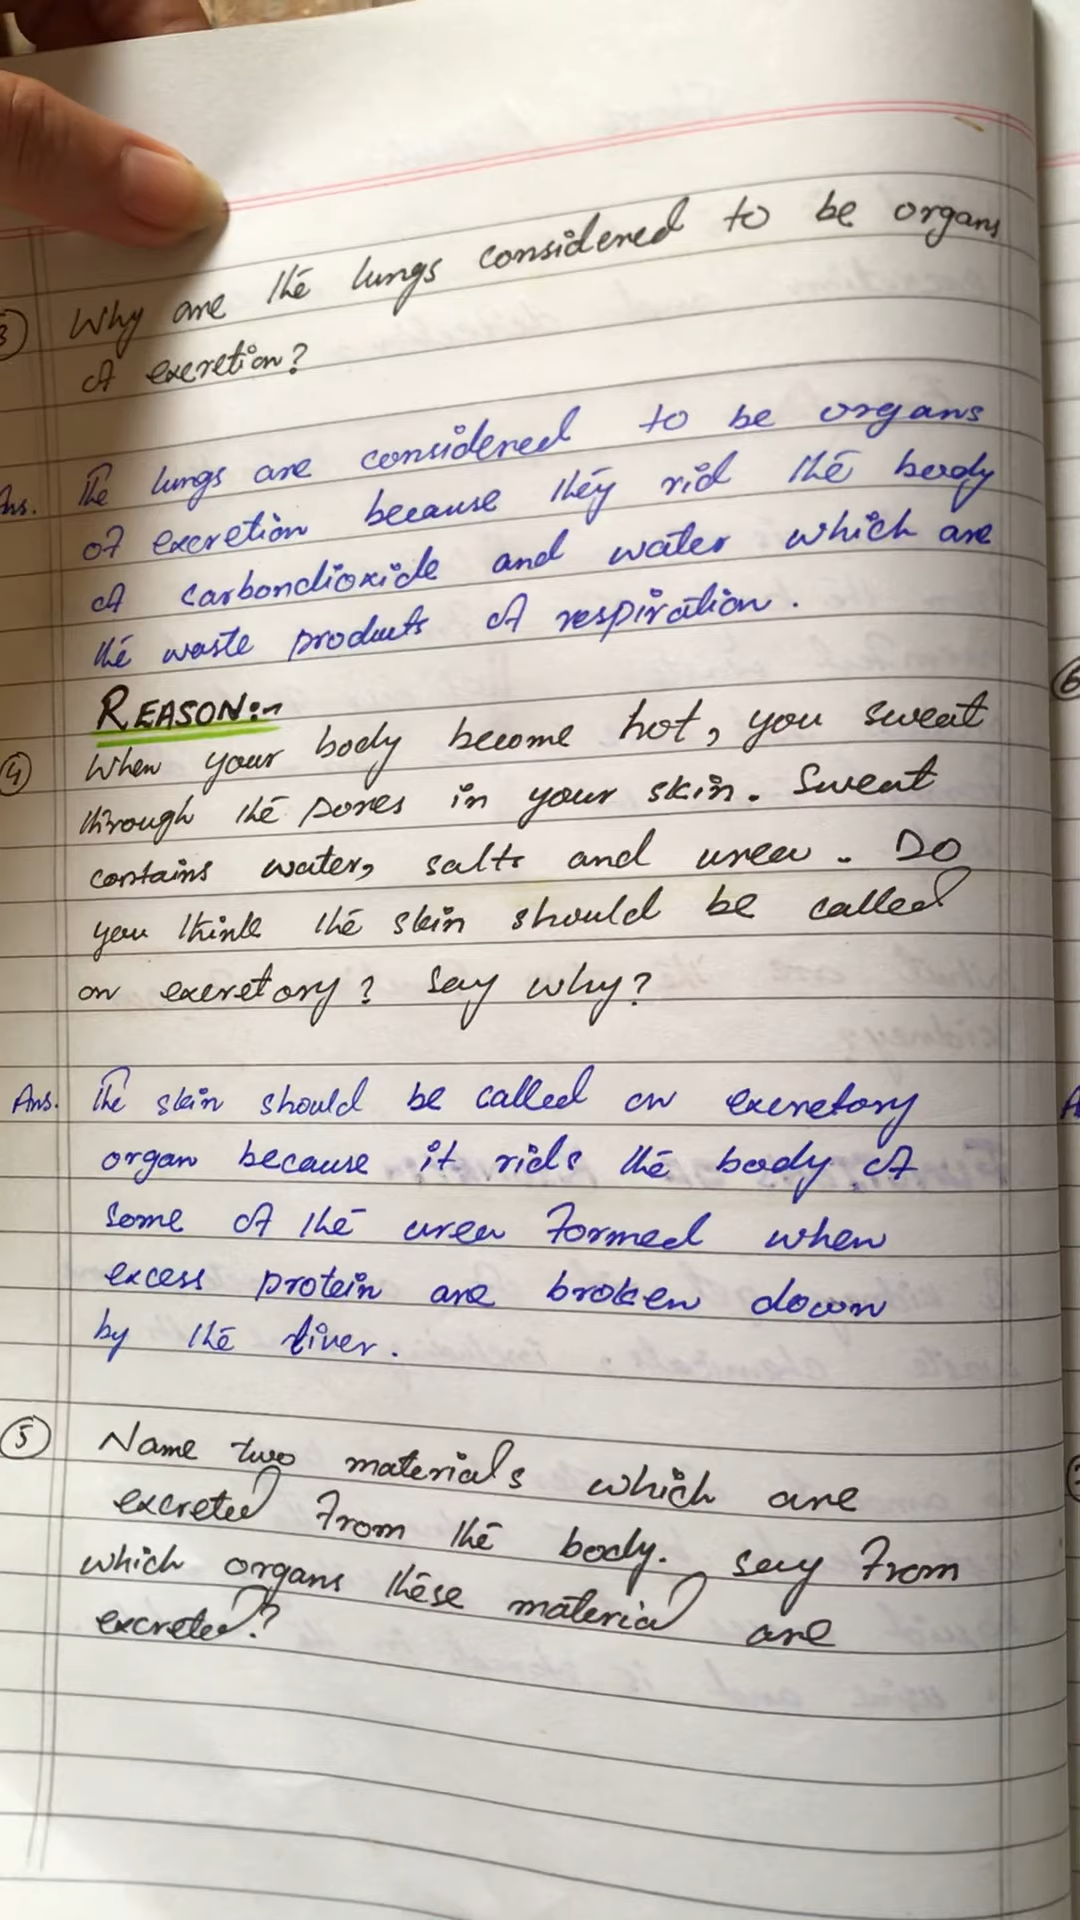 ③ Why are the lungs considered to be organs
of excretion?
Ans. The lungs are considered to be organs
of excretion because they rid the body
of carbondioxide and water which are
the waste products of respiration.
REASON:-
④ When your body become hot, you sweat
through the pores in your skin. Sweat
contains water, salts and urea. Do
you think the skin should be called
an excretory? Say why?
Ans. The skin should be called an excretory
organ because it rids the body of
some of the urea formed when
excess protein are broken down
by the liver.
⑤ Name two materials which are
excreted from the body. Say from
which organs these material are
excreted?
⑥